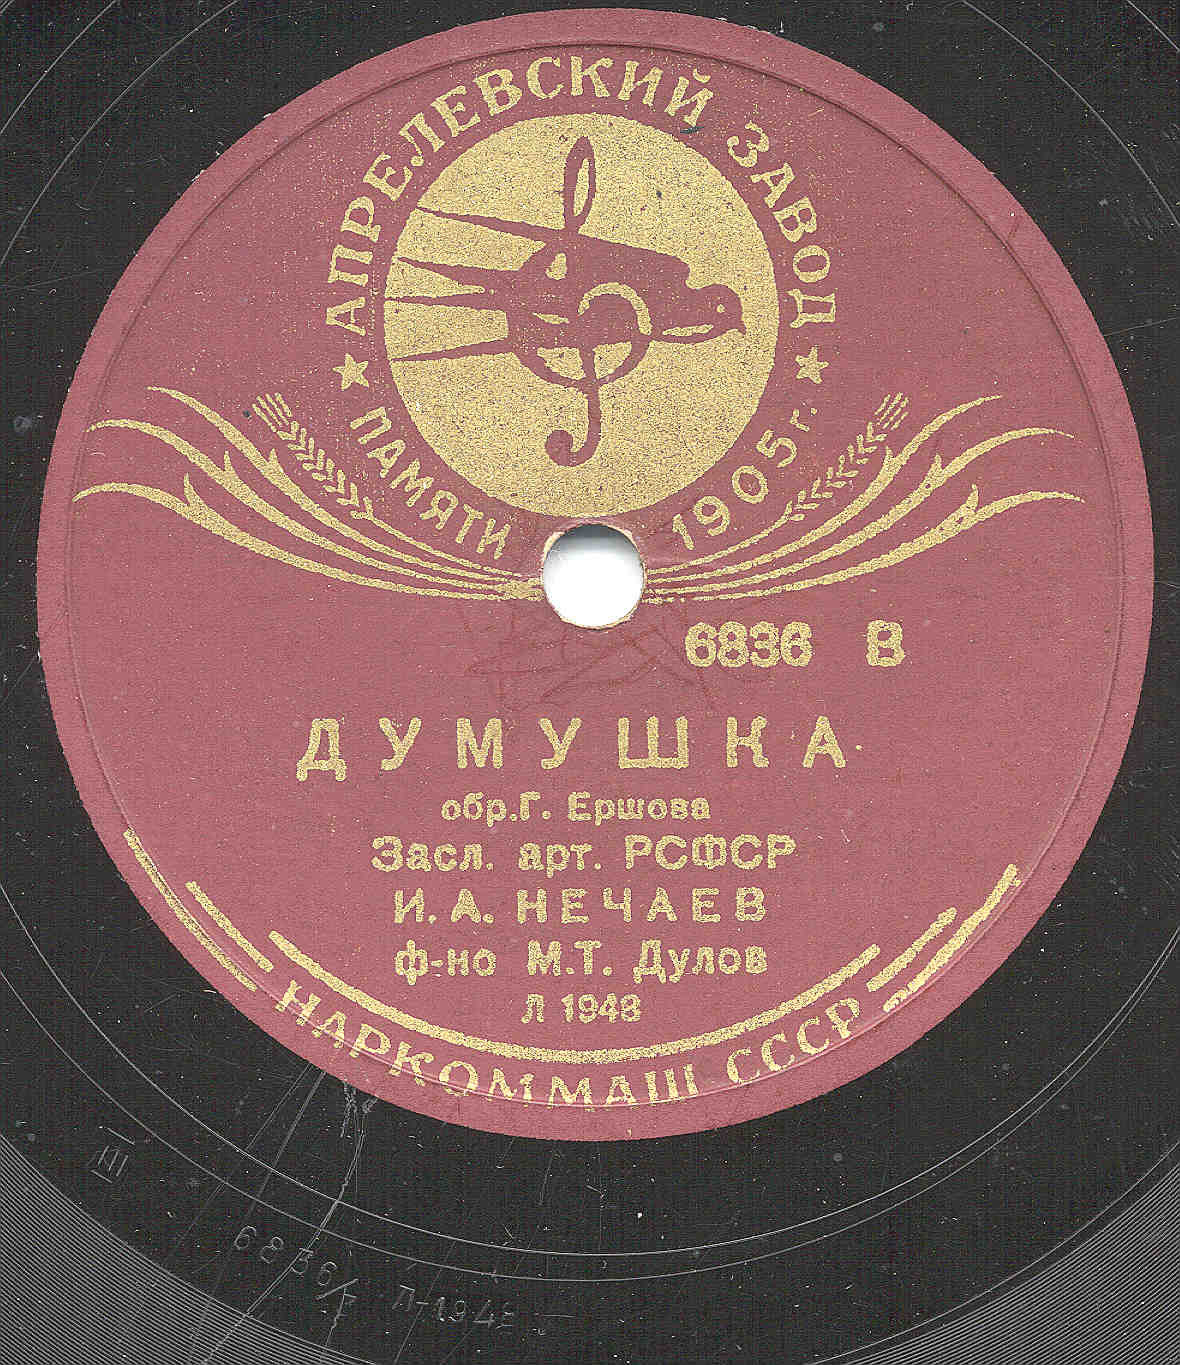 АПРЕЛЕВСКИЙ ЗАВОД
ПАМЯТИ 1905 г.
6836 В
ДУМУШКА
обр.Г. Ершова
Засл. арт. РСФСР
И. А. НЕЧАЕВ
ф-но М.Т. Дулов
Л 1948
НАРКОММАШ СССР
III
6836/
Л-1948